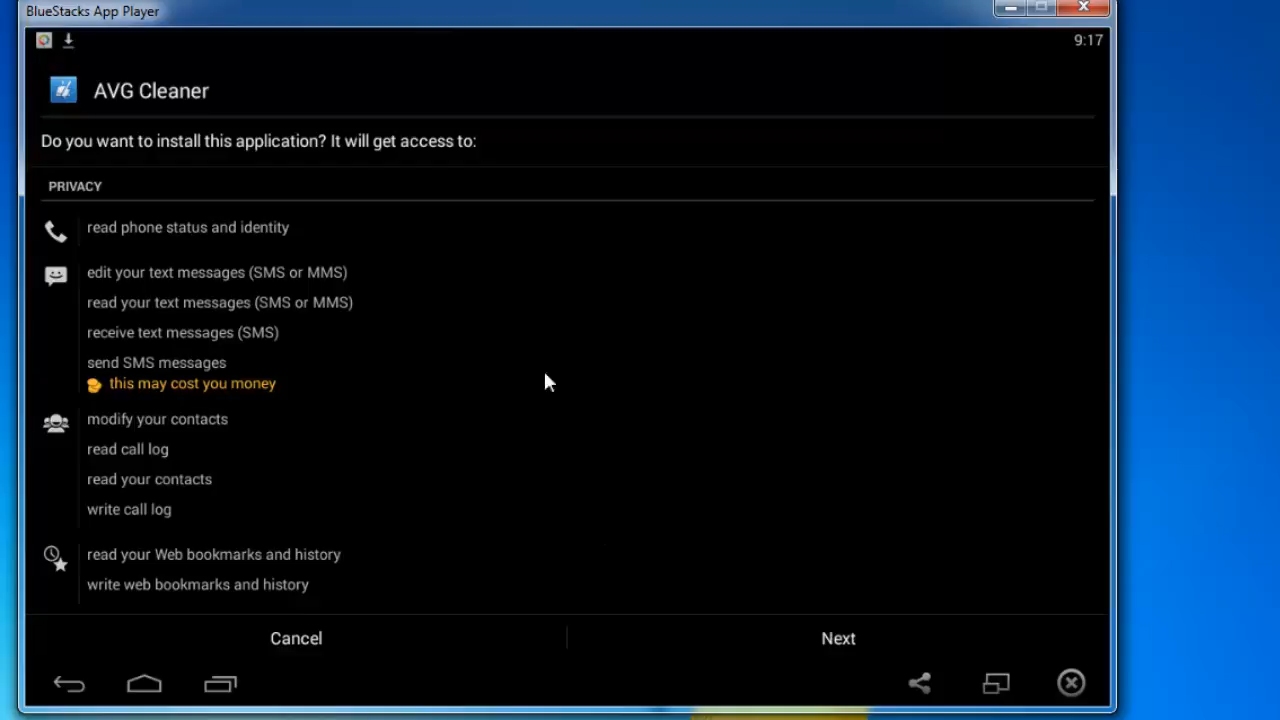 BlueStacks App Player
9:17
AVG Cleaner
Do you want to install this application? It will get access to:
PRIVACY
read phone status and identity
edit your text messages (SMS or MMS)
read your text messages (SMS or MMS)
receive text messages (SMS)
send SMS messages
this may cost you money
modify your contacts
read call log
read your contacts
write call log
read your Web bookmarks and history
write web bookmarks and history
Cancel
Next